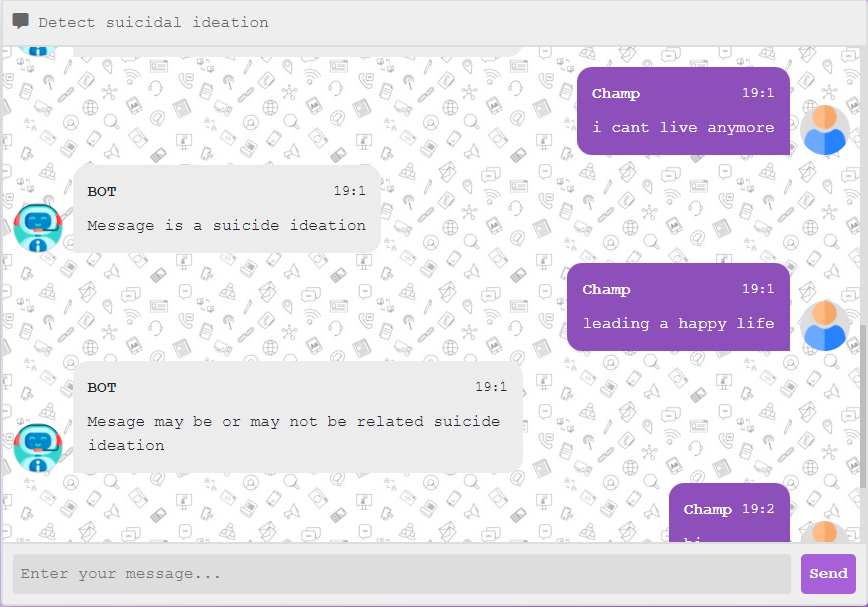 Detect suicidal ideation
Champ 19:1
i cant live anymore
BOT 19:1
Message is a suicide ideation
Champ 19:1
leading a happy life
BOT 19:1
Mesage may be or may not be related suicide
ideation
Champ 19:2
Enter your message...
Send